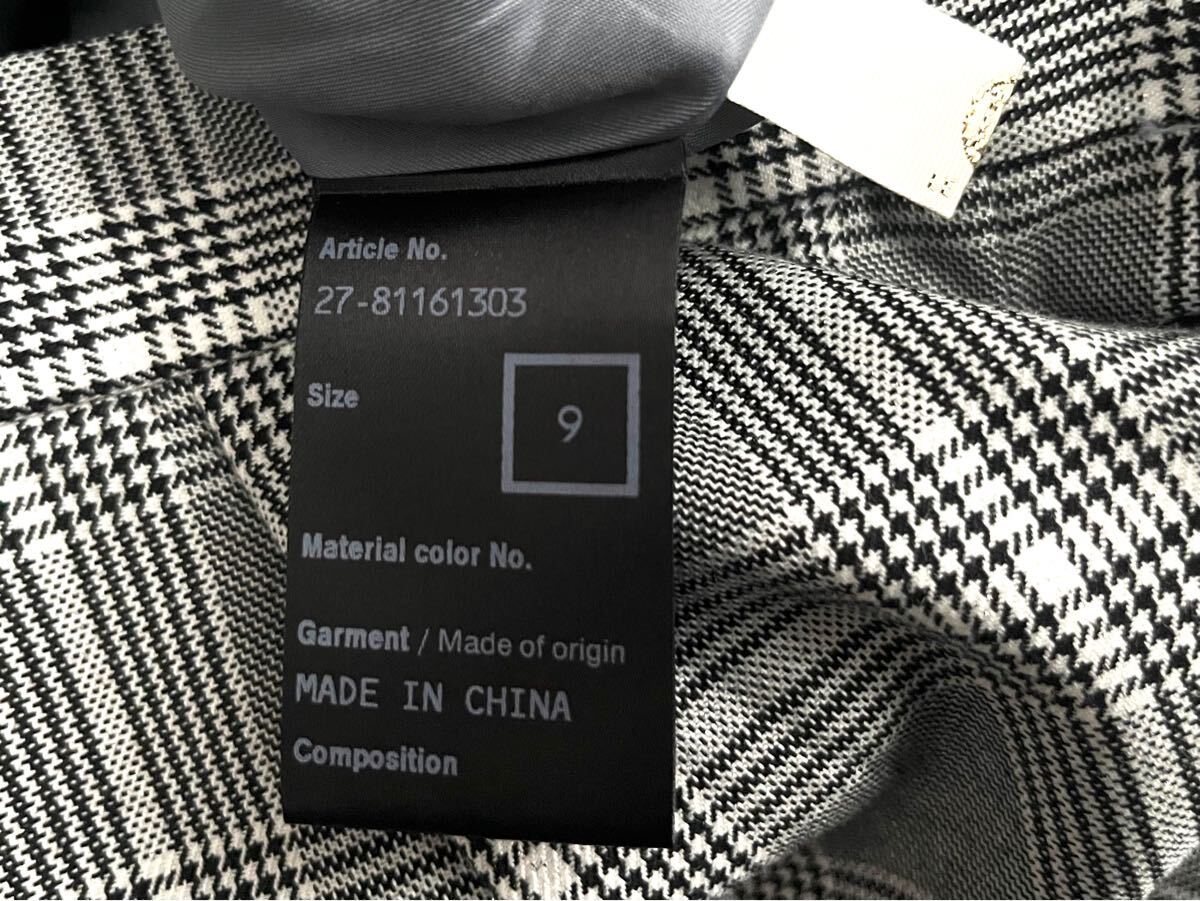 Article No.
27-81161303
Size
9
Material color No.
Garment / Made of origin
MADE IN CHINA
Composition